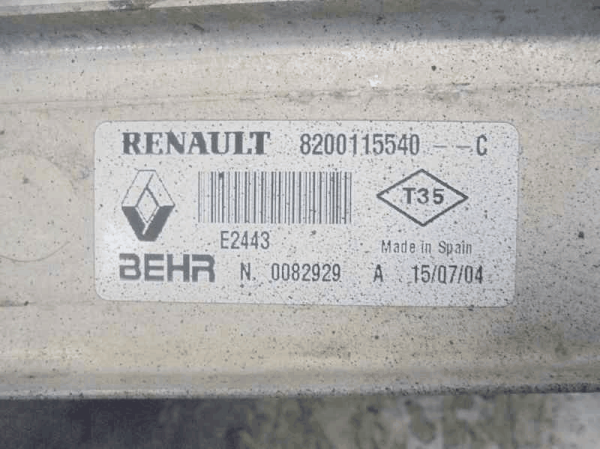 RENAULT 8200115540 -- C
T35
E2443 Made in Spain
BEHR N. 0082929 A 15/07/04